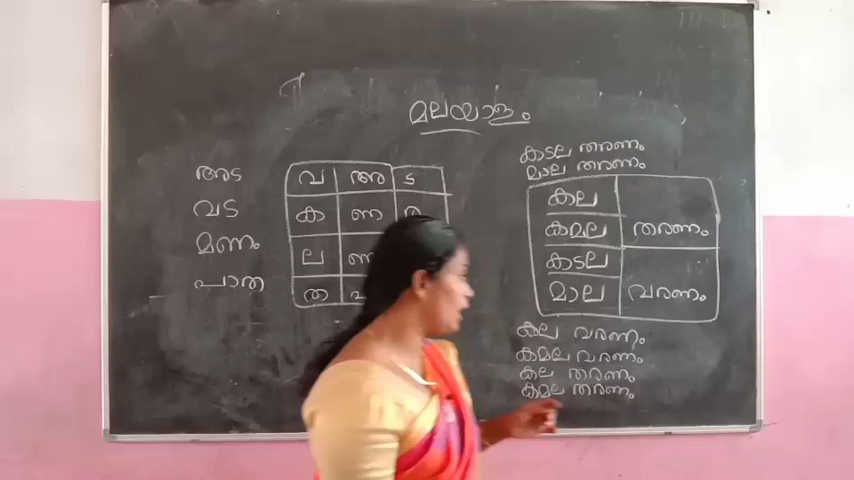 മലയാളം
അട
വട
മണം
പാത
വ അ ട
ക ണ
ല ണ
ത
കടല തരണം
മാല തരണം
കല
കമല തരണം
കടല
മാല വരണം
കല വരണം
കമല വരണം
കല തരണം
കമല തരണം